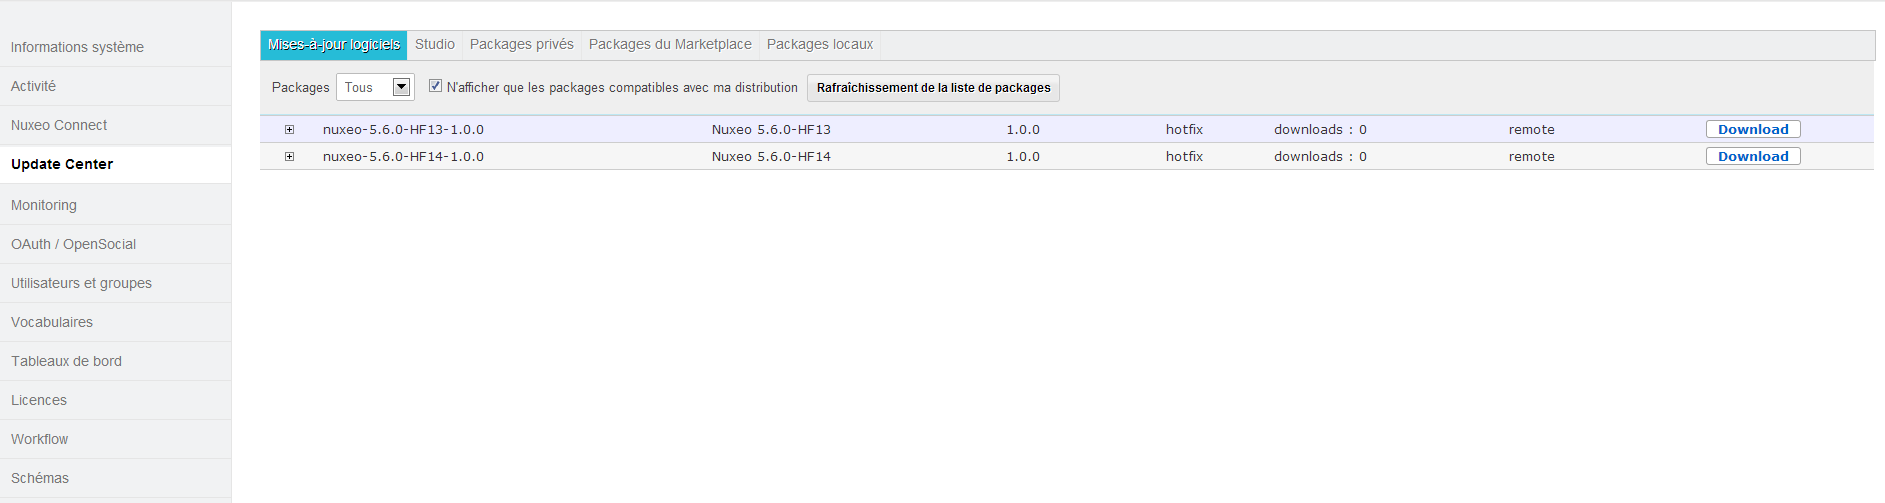 Informations système
Activité
Nuxeo Connect
Update Center
Monitoring
OAuth / OpenSocial
Utilisateurs et groupes
Vocabulaires
Tableaux de bord
Licences
Workflow
Schémas
Mises-à-jour logiciels Studio Packages privés Packages du Marketplace Packages locaux
Packages Tous N'afficher que les packages compatibles avec ma distribution Rafraîchissement de la liste de packages
nuxeo-5.6.0-HF13-1.0.0 Nuxeo 5.6.0-HF13 1.0.0 hotfix downloads : 0 remote Download
nuxeo-5.6.0-HF14-1.0.0 Nuxeo 5.6.0-HF14 1.0.0 hotfix downloads : 0 remote Download